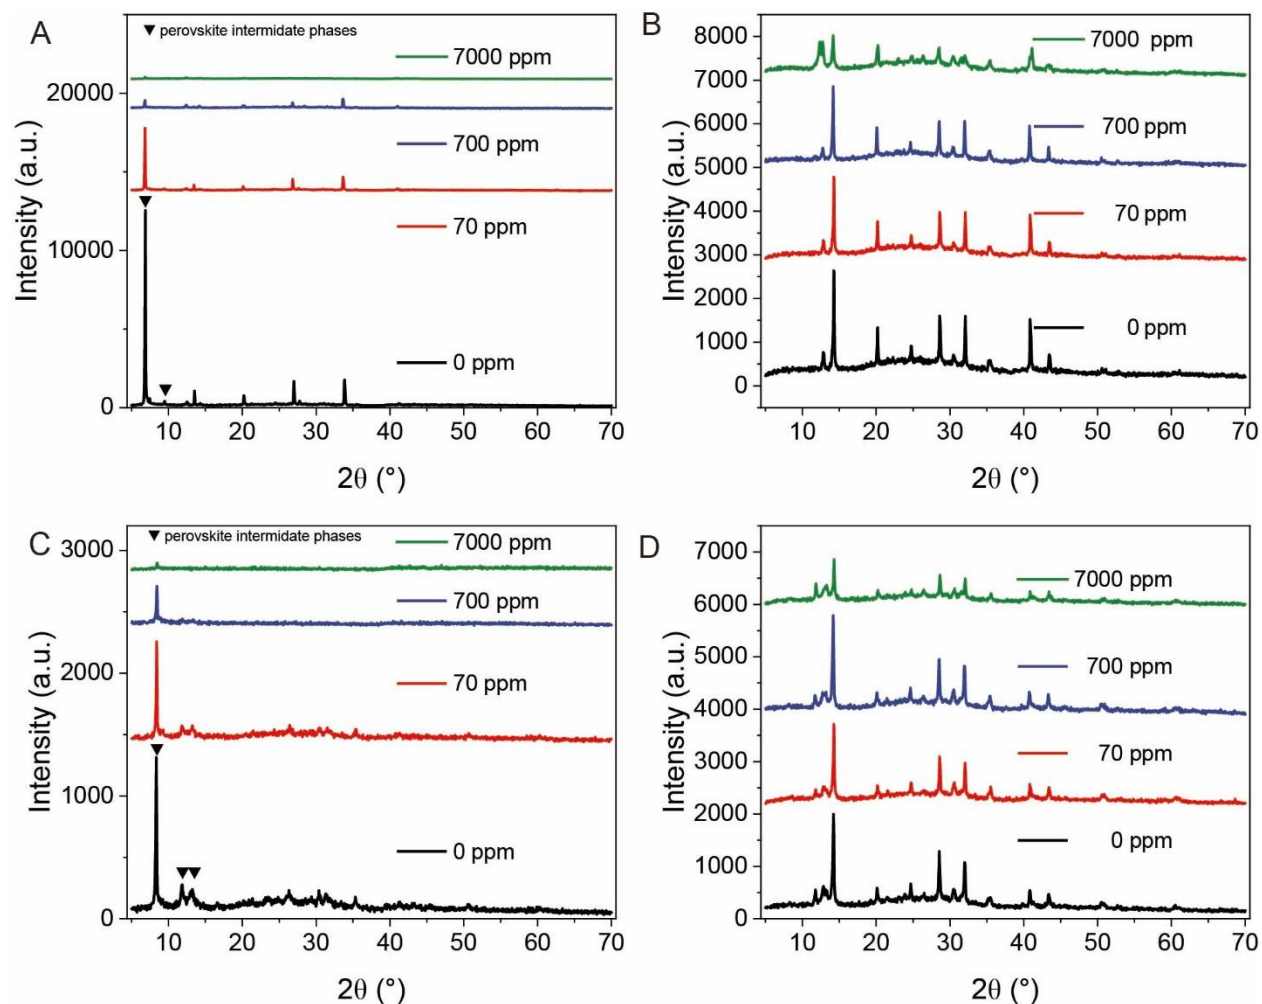 A
▼ perovskite intermidate phases
7000 ppm
700 ppm
70 ppm
0 ppm
20000
10000
0
Intensity (a.u.)
10 20 30 40 50 60 70
2θ (°)
B
7000 ppm
700 ppm
70 ppm
0 ppm
8000
7000
6000
5000
4000
3000
2000
1000
0
Intensity (a.u.)
10 20 30 40 50 60 70
2θ (°)
C
▼ perovskite intermidate phases
7000 ppm
700 ppm
70 ppm
0 ppm
3000
2000
1000
0
Intensity (a.u.)
10 20 30 40 50 60 70
2θ (°)
D
7000 ppm
700 ppm
70 ppm
0 ppm
7000
6000
5000
4000
3000
2000
1000
0
Intensity (a.u.)
10 20 30 40 50 60 70
2θ (°)